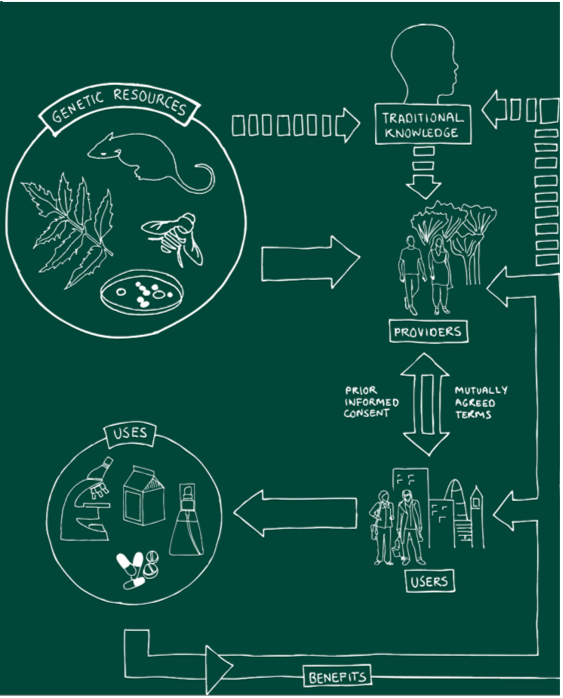 GENETIC RESOURCES
TRADITIONAL
KNOWLEDGE
PROVIDERS
PRIOR
INFORMED
CONSENT
MUTUALLY
AGREED
TERMS
USES
USERS
BENEFITS